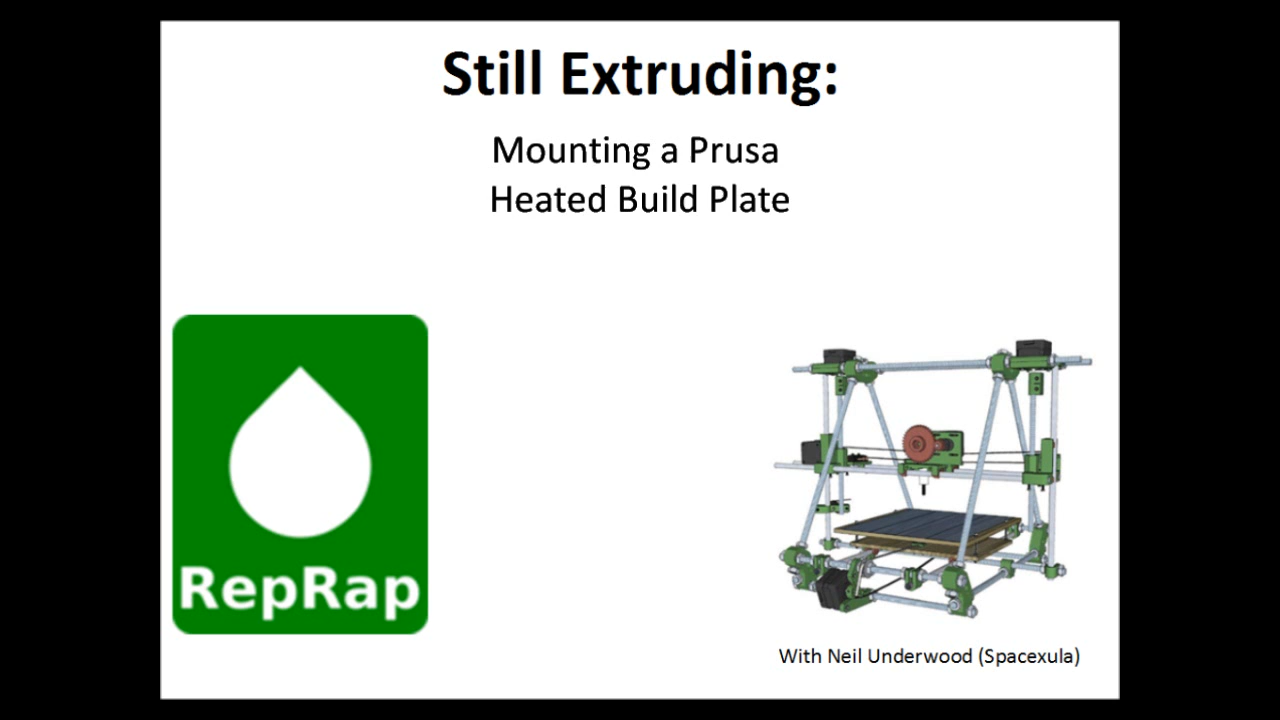 Still Extruding:
Mounting a Prusa
Heated Build Plate
RepRap
With Neil Underwood (Spacexula)